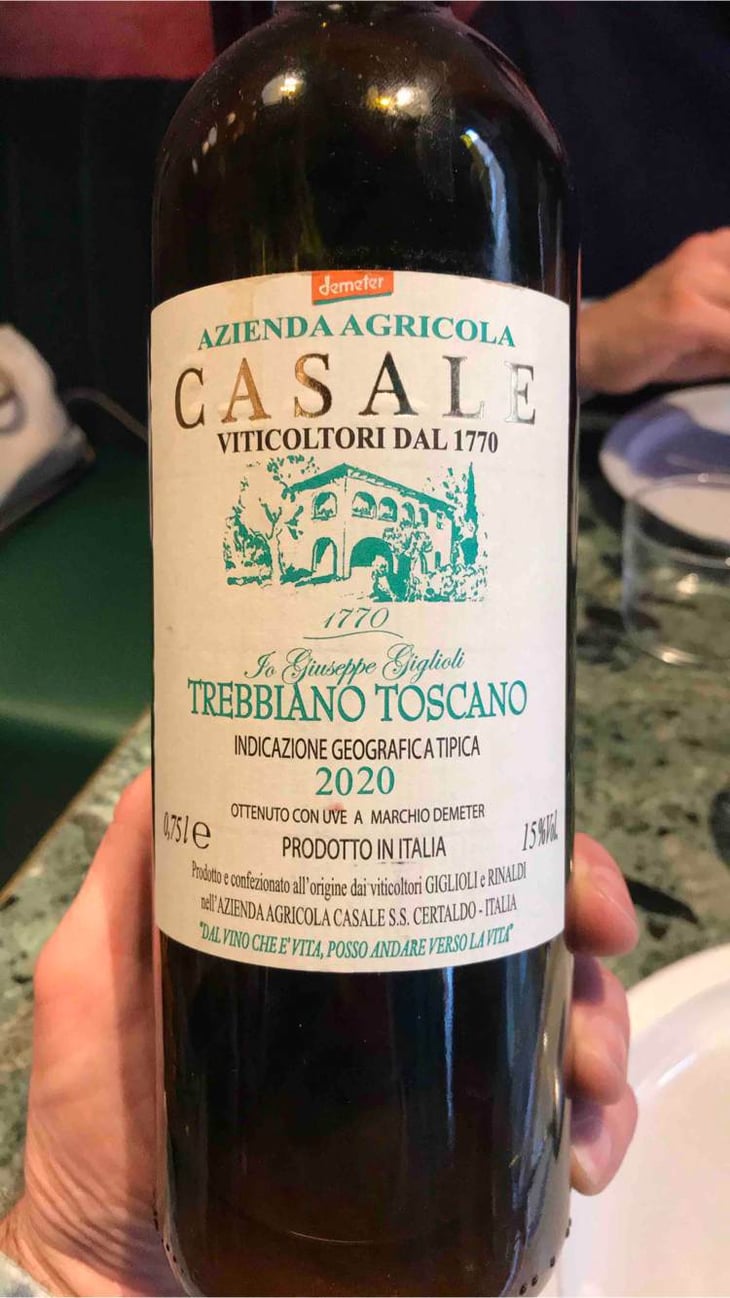 demeter
AZIENDA AGRICOLA
CASALE
VITICOLTORI DAL 1770
1770
Io Giuseppe Giglioli
TREBBIANO TOSCANO
INDICAZIONE GEOGRAFICA TIPICA
2020
OTTENUTO CON UVE A MARCHIO DEMETER
0,75 l e
PRODOTTO IN ITALIA
15%Vol.
Prodotto e confezionato all'origine dai viticoltori GIGLIOLI e RINALDI
nell'AZIENDA AGRICOLA CASALE S.S. CERTALDO - ITALIA
"DAL VINO CHE E' VITA, POSSO ANDARE VERSO LA VITA"